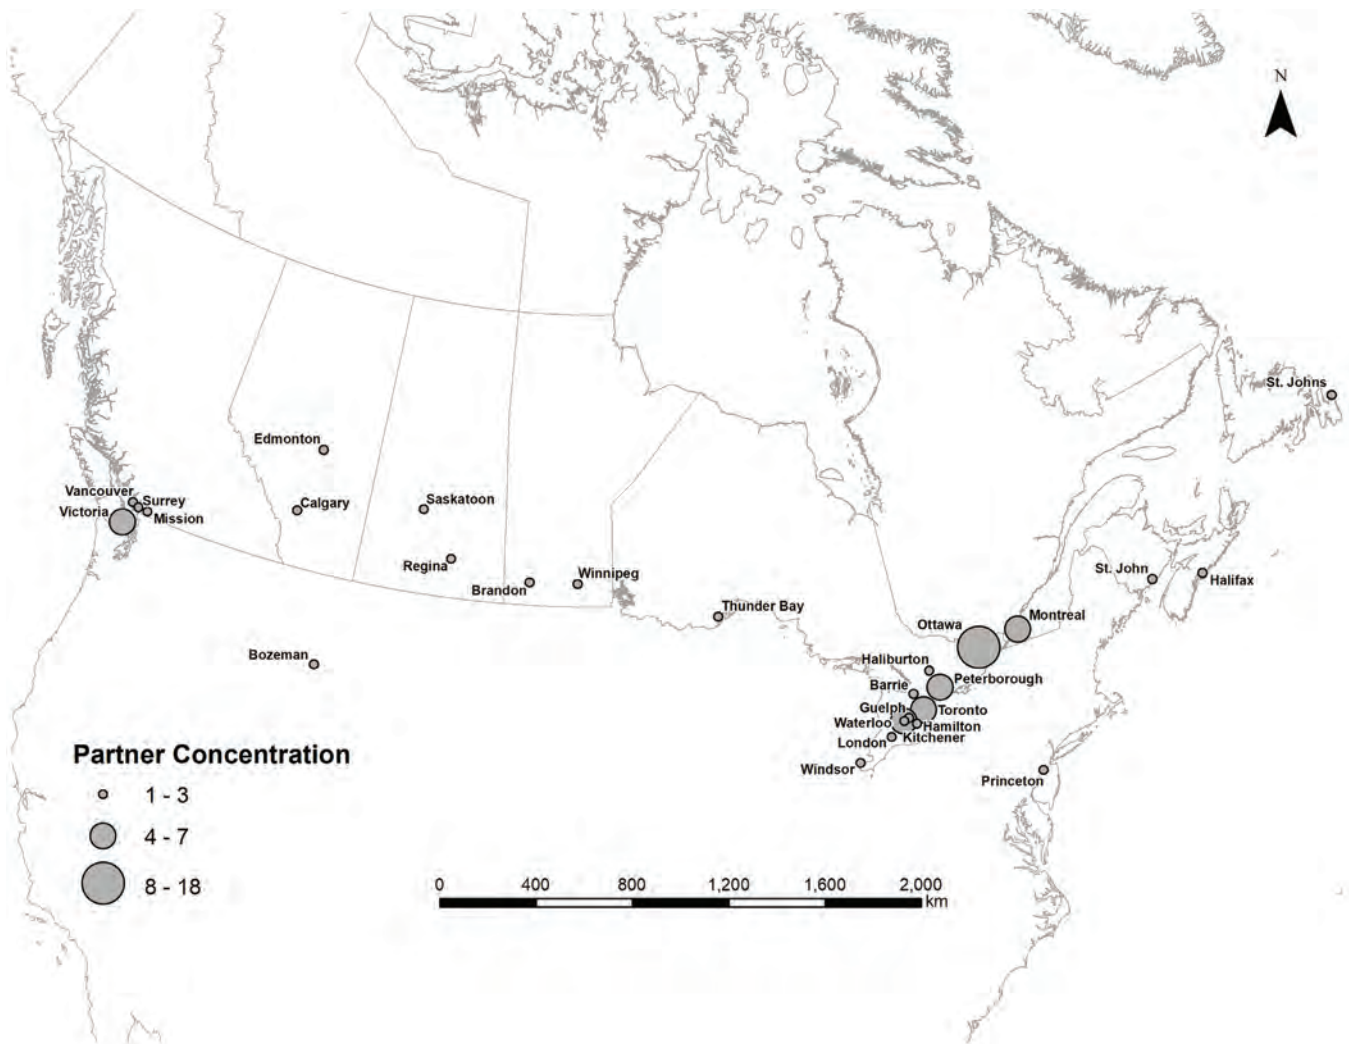 N
St. Johns
Edmonton
Vancouver
Surrey
Calgary
Saskatoon
Victoria
Mission
Regina
Brandon
Winnipeg
St. John
Halifax
Thunder Bay
Ottawa
Montreal
Bozeman
Haliburton
Peterborough
Barrie
Guelph
Toronto
Waterloo
Hamilton
London
Kitchener
Windsor
Princeton
Partner Concentration
1 - 3
4 - 7
8 - 18
0 400 800 1,200 1,600 2,000
km